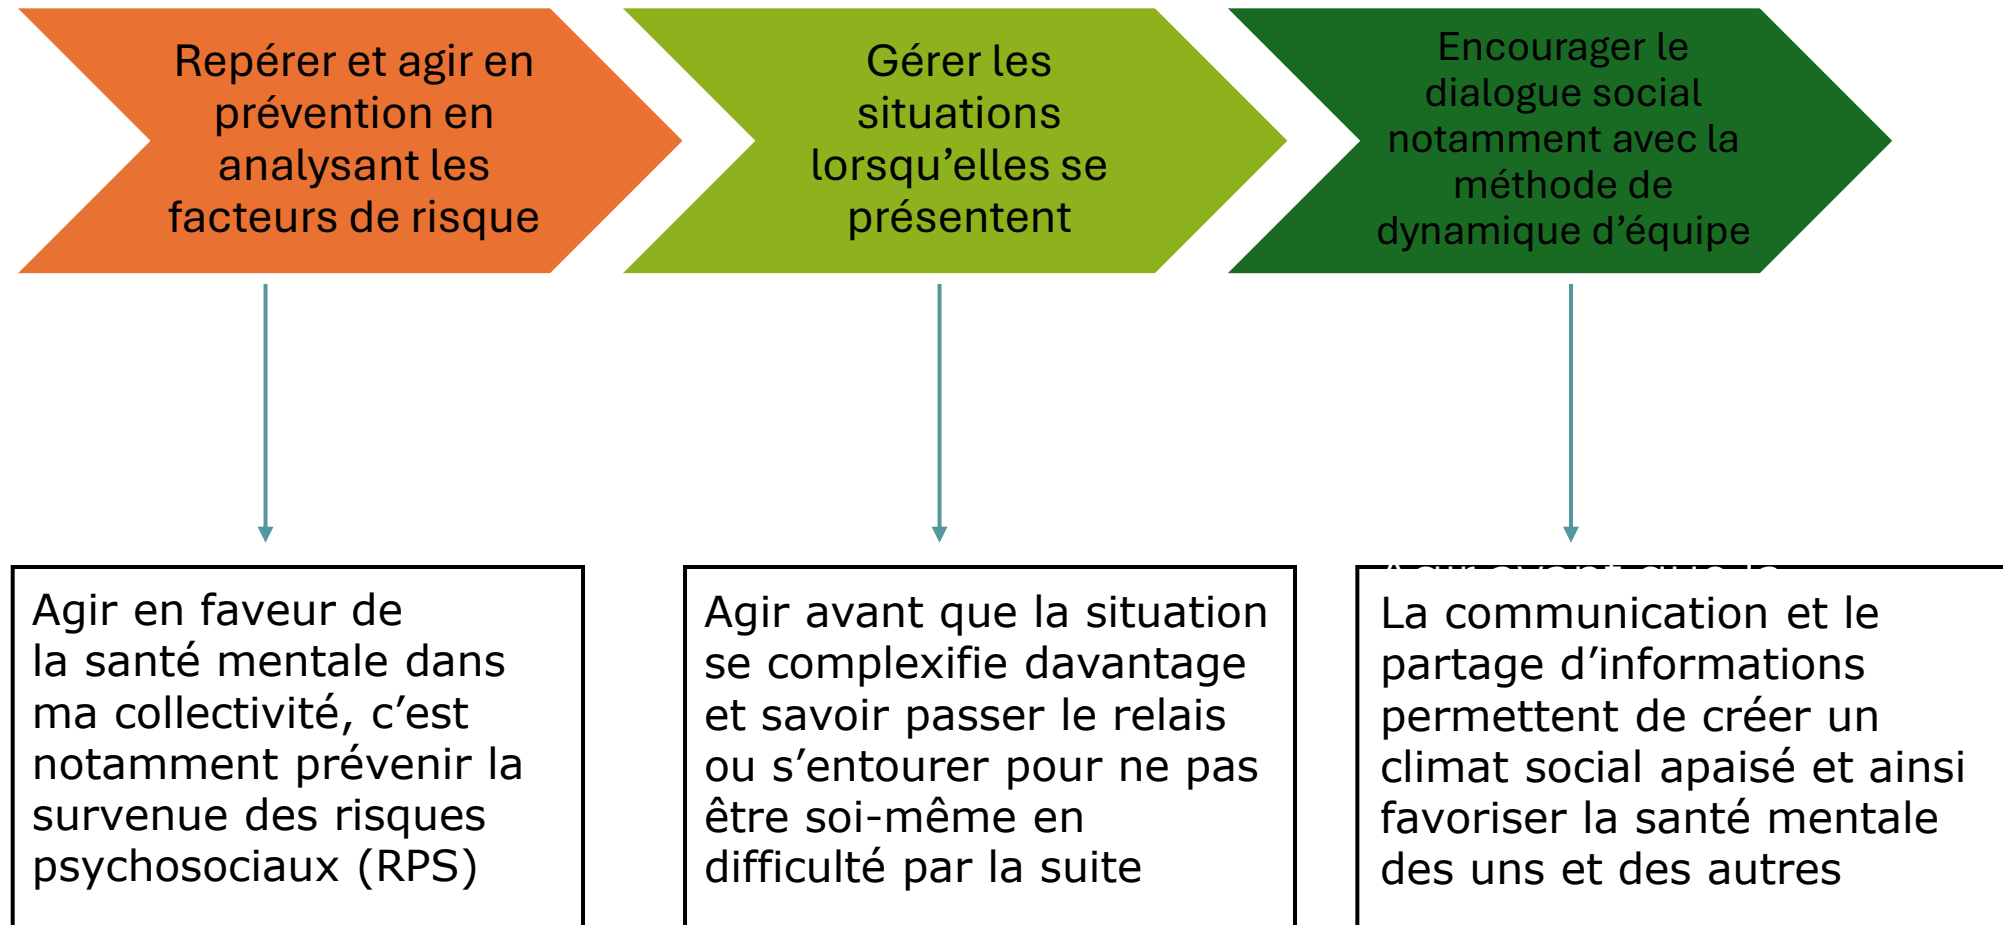 Repérer et agir en
prévention en
analysant les
facteurs de risque
Gérer les
situations
lorsqu’elles se
présentent
Encourager le
dialogue social
notamment avec la
méthode de
dynamique d’équipe
Agir en faveur de
la santé mentale dans
ma collectivité, c’est
notamment prévenir la
survenue des risques
psychosociaux (RPS)
Agir avant que la situation
se complexifie davantage
et savoir passer le relais
ou s’entourer pour ne pas
être soi-même en
difficulté par la suite
La communication et le
partage d’informations
permettent de créer un
climat social apaisé et ainsi
favoriser la santé mentale
des uns et des autres